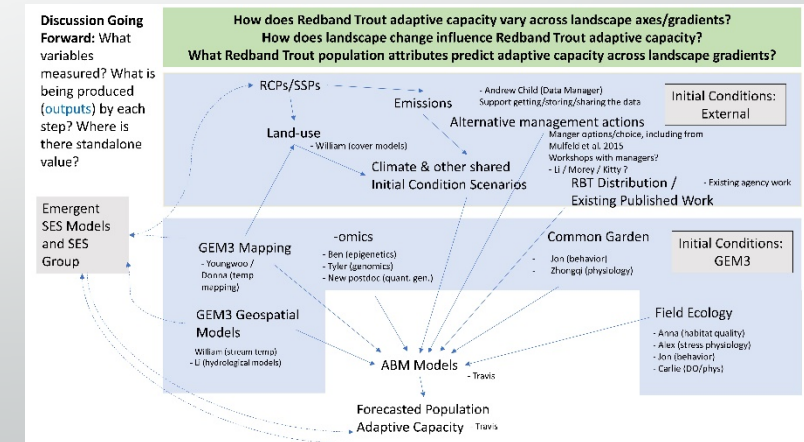 Discussion Going
Forward: What
variables
measured? What is
being produced
(outputs) by each
step? Where is
there standalone
value?
How does Redband Trout adaptive capacity vary across landscape axes/gradients?
How does landscape change influence Redband Trout adaptive capacity?
What Redband Trout population attributes predict adaptive capacity across landscape gradients?
RCPs/SSPs
Emissions
- Andrew Child (Data Manager)
Support getting/storing/sharing the data
Initial Conditions:
External
Alternative management actions
Manger options/choice, including from
Mulfeld et al. 2015
Workshops with managers?
- Li / Morey / Kitty ?
Land-use
- William (cover models)
Climate & other shared
Initial Condition Scenarios
RBT Distribution /
Existing Published Work
- Existing agency work
Emergent
SES Models
and SES
Group
GEM3 Mapping
- Youngwoo /
Donna (temp
mapping)
-omics
- Ben (epigenetics)
- Tyler (genomics)
- New postdoc (quant. gen.)
Common Garden
- Jon (behavior)
- Zhongqi (physiology)
Initial Conditions:
GEM3
GEM3 Geospatial
Models
William (stream temp)
- Li (hydrological models)
Field Ecology
- Anna (habitat quality)
- Alex (stress physiology)
- Jon (behavior)
- Carlie (DO/phys)
ABM Models
- Travis
Forecasted Population
Adaptive Capacity
- Travis